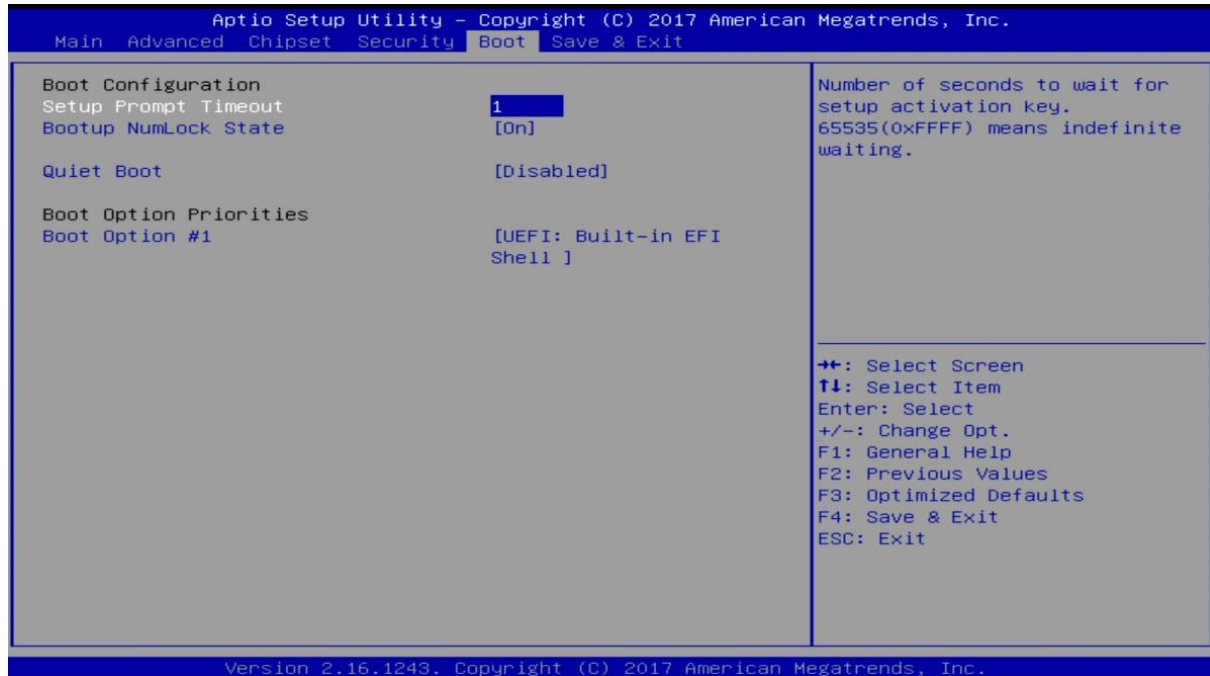 Aptio Setup Utility – Copyright (C) 2017 American Megatrends, Inc.
Main Advanced Chipset Security Boot Save & Exit
Boot Configuration
Setup Prompt Timeout 1
Bootup NumLock State [On]
Quiet Boot [Disabled]
Boot Option Priorities
Boot Option #1 [UEFI: Built-in EFI
Shell ]
Number of seconds to wait for
setup activation key.
65535(0xFFFF) means indefinite
waiting.
→←: Select Screen
↑↓: Select Item
Enter: Select
+/-: Change Opt.
F1: General Help
F2: Previous Values
F3: Optimized Defaults
F4: Save & Exit
ESC: Exit
Version 2.16.1243. Copyright (C) 2017 American Megatrends, Inc.